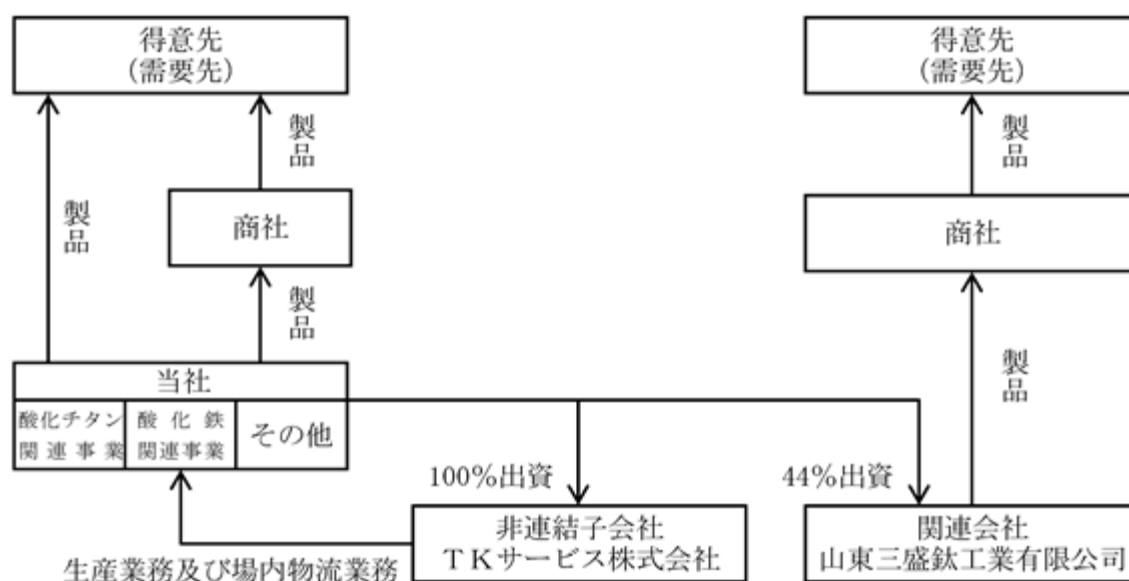 得意先
(需要先)
得意先
(需要先)
製品
製品
製品
商社
商社
製品
製品
当社
酸化チタン
関連事業
酸化鉄
関連事業
その他
100%出資
44%出資
非連結子会社
TKサービス株式会社
関連会社
山東三盛鈦工業有限公司
生産業務及び場内物流業務